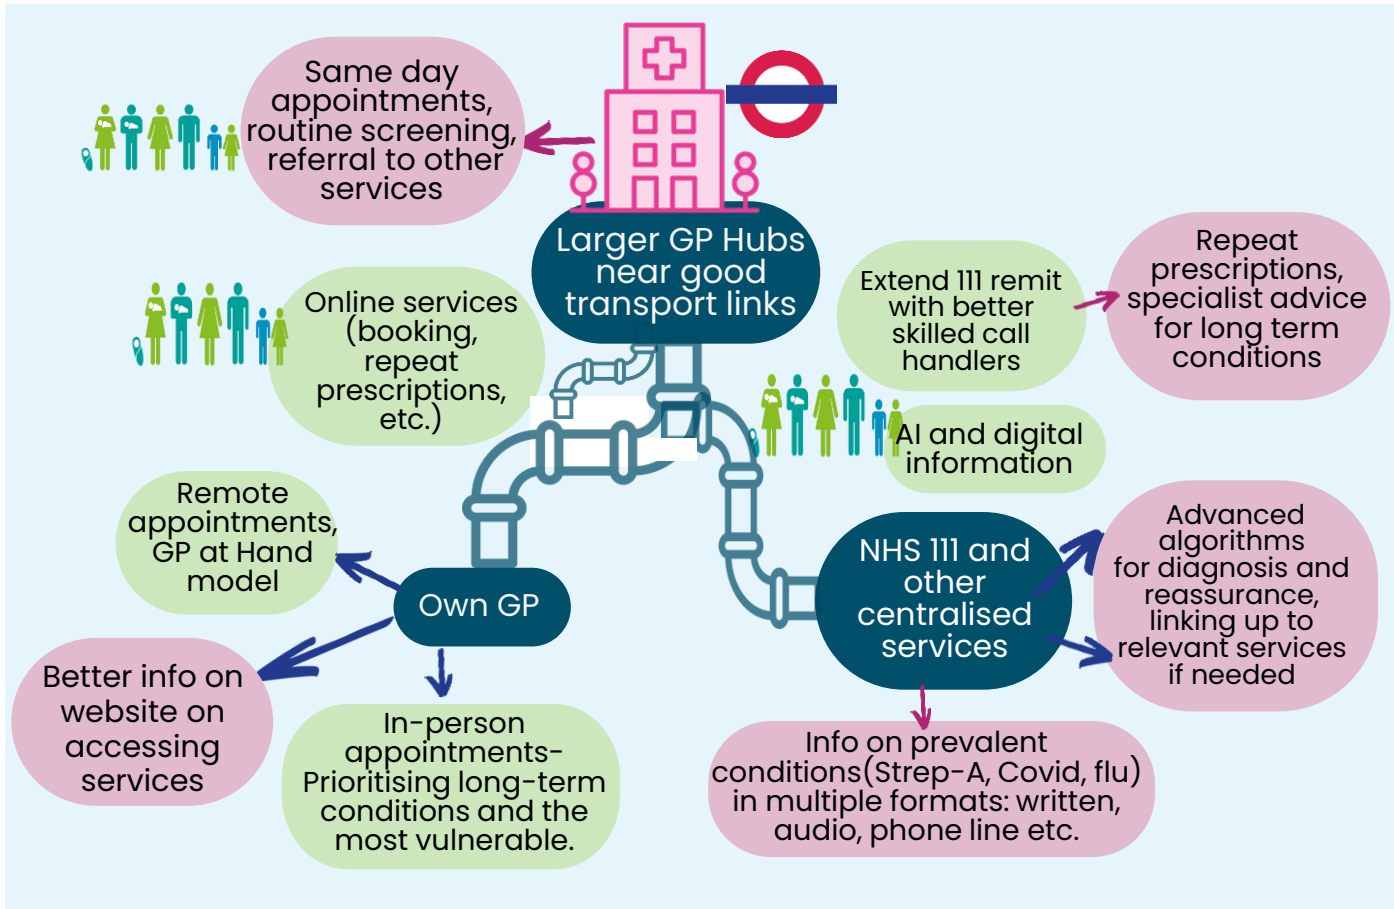 Same day
appointments,
routine screening,
referral to other
services
Larger GP Hubs
near good
transport links
Online services
(booking,
repeat
prescriptions,
etc.)
Extend 111 remit
with better
skilled call
handlers
Repeat
prescriptions,
specialist advice
for long term
conditions
AI and digital
information
Remote
appointments,
GP at Hand
model
Own GP
NHS 111 and
other
centralised
services
Advanced
algorithms
for diagnosis and
reassurance,
linking up to
relevant services
if needed
Better info on
website on
accessing
services
In-person
appointments-
Prioritising long-term
conditions and the
most vulnerable.
Info on prevalent
conditions(Strep-A, Covid, flu)
in multiple formats: written,
audio, phone line etc.